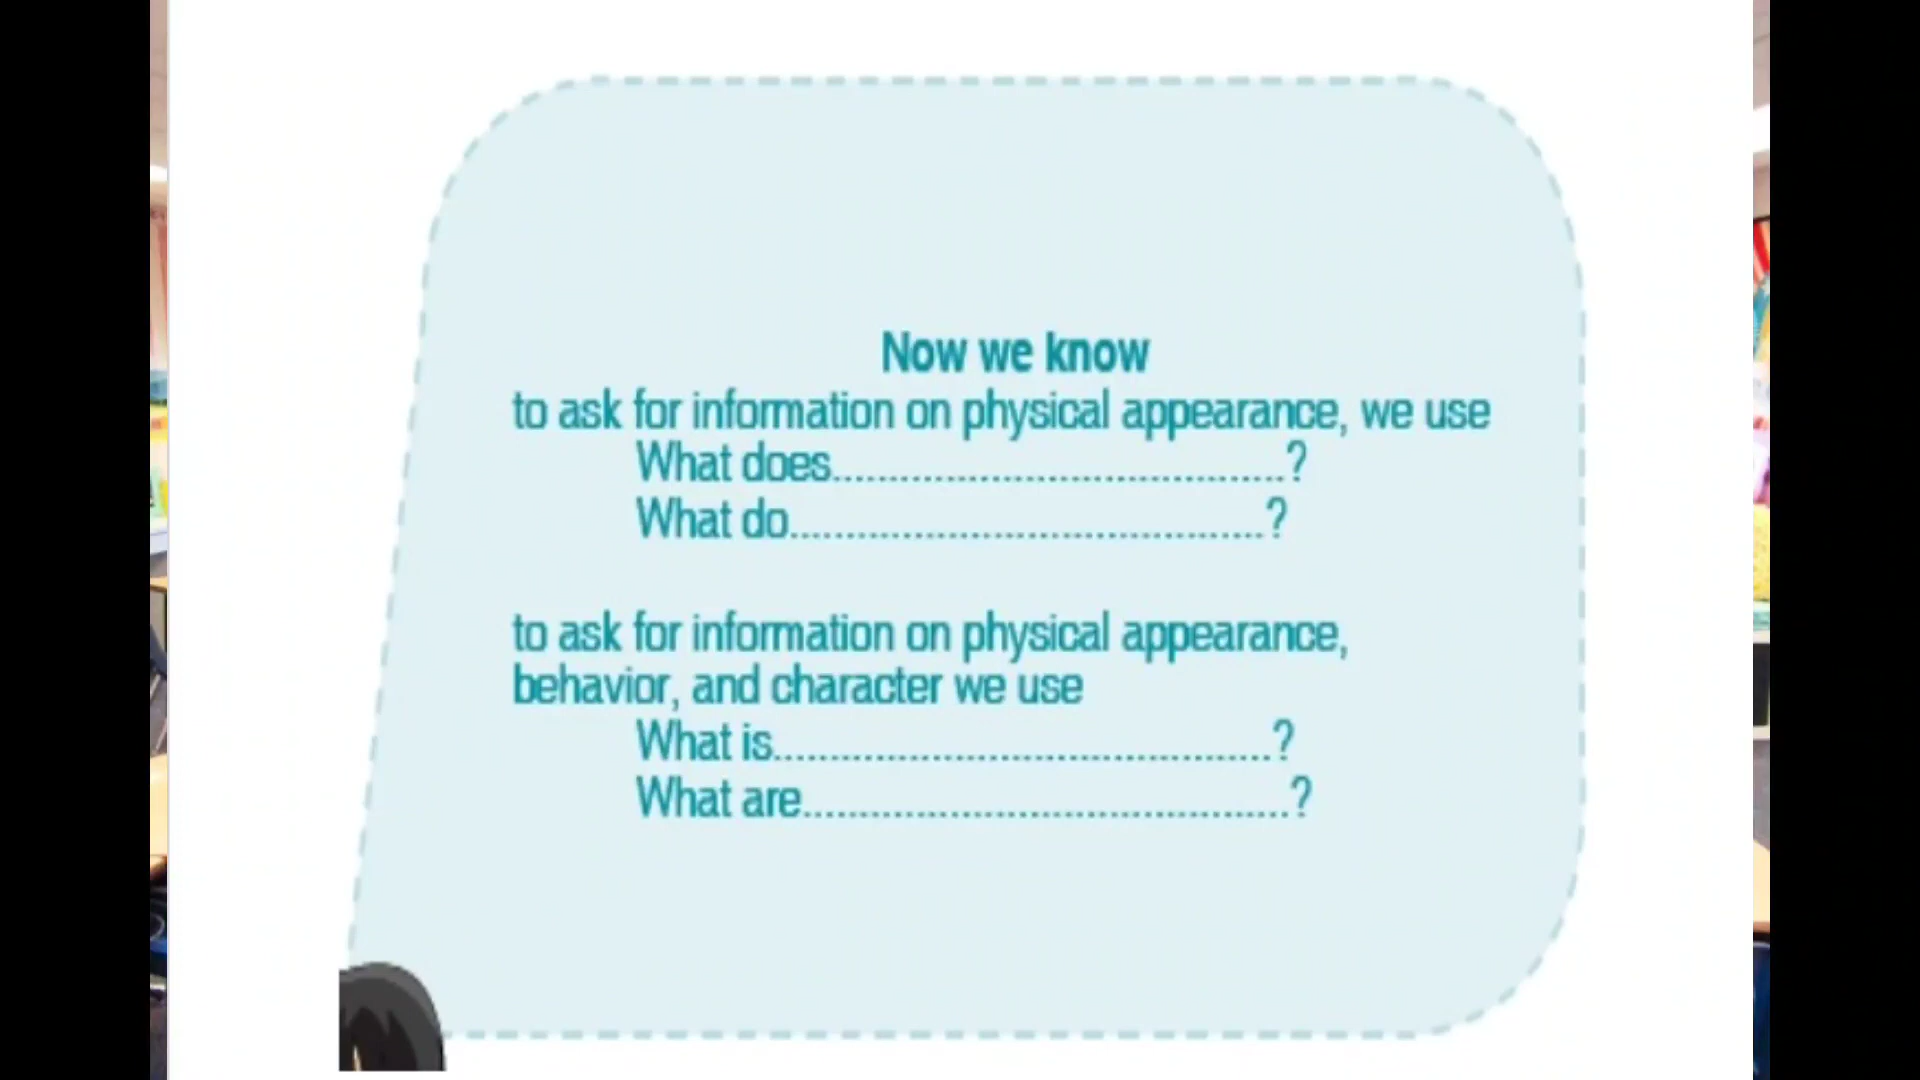 Now we know
to ask for information on physical appearance, we use
What does................................................?
What do...................................................?
to ask for information on physical appearance,
behavior, and character we use
What is.....................................................?
What are....................................................?